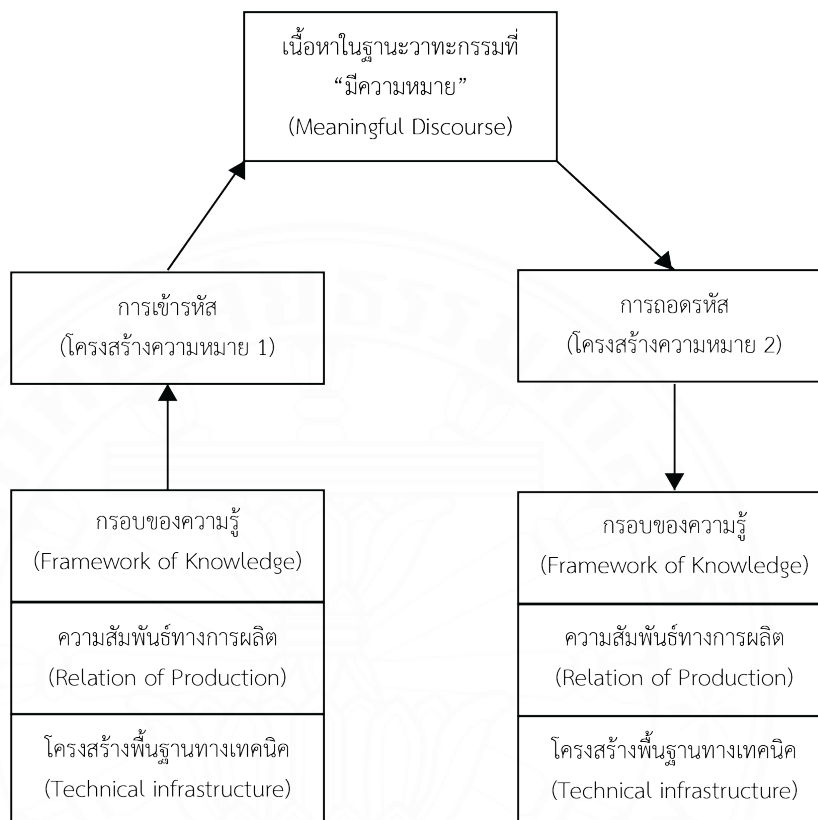 เนื้อหาในฐานะวาทะกรรมที่
“มีความหมาย”
(Meaningful Discourse)
การเข้ารหัส
(โครงสร้างความหมาย 1)
การถอดรหัส
(โครงสร้างความหมาย 2)
กรอบของความรู้
(Framework of Knowledge)
ความสัมพันธ์ทางการผลิต
(Relation of Production)
โครงสร้างพื้นฐานทางเทคนิค
(Technical infrastructure)
กรอบของความรู้
(Framework of Knowledge)
ความสัมพันธ์ทางการผลิต
(Relation of Production)
โครงสร้างพื้นฐานทางเทคนิค
(Technical infrastructure)